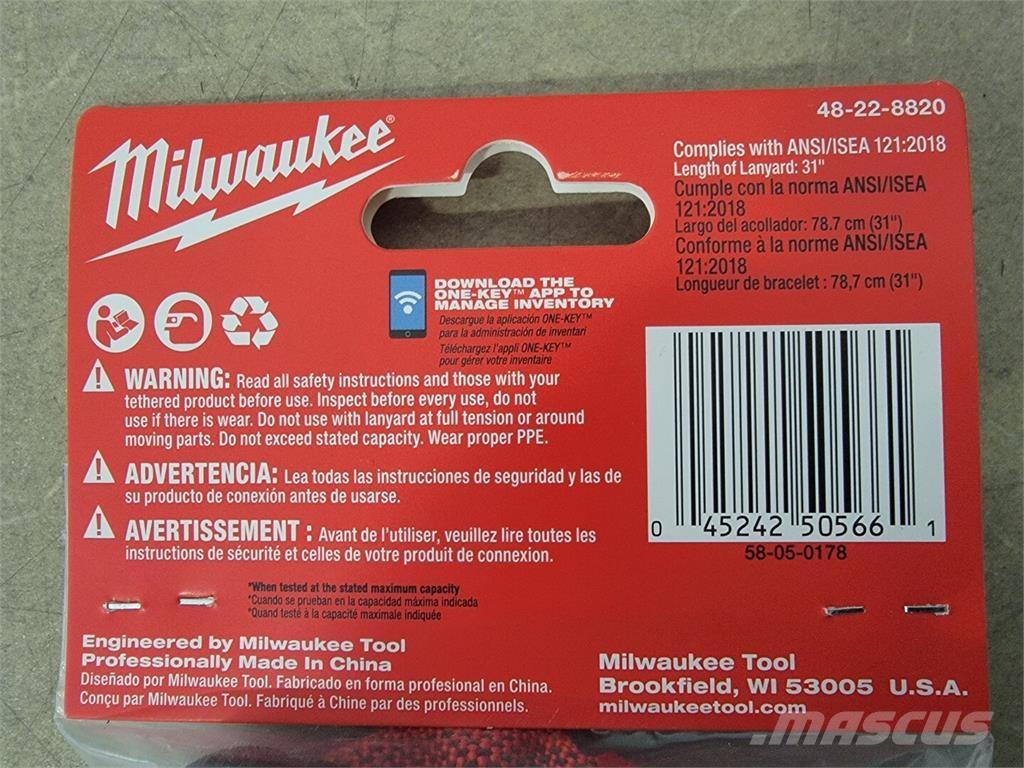 Milwaukee®
48-22-8820
Complies with ANSI/ISEA 121:2018
Length of Lanyard: 31"
Cumple con la norma ANSI/ISEA
121:2018
Largo del acollador: 78.7 cm (31")
Conforme à la norme ANSI/ISEA
121:2018
Longueur de bracelet : 78,7 cm (31")
DOWNLOAD THE
ONE-KEY™ APP TO
MANAGE INVENTORY
Descargue la aplicación ONE-KEY™
para la administración de inventari
Téléchargez l'appli ONE-KEY™
pour gérer votre inventaire
WARNING: Read all safety instructions and those with your
tethered product before use. Inspect before every use, do not
use if there is wear. Do not use with lanyard at full tension or around
moving parts. Do not exceed stated capacity. Wear proper PPE.
ADVERTENCIA: Lea todas las instrucciones de seguridad y las de
su producto de conexión antes de usarse.
AVERTISSEMENT : Avant de l'utiliser, veuillez lire toutes les
instructions de sécurité et celles de votre produit de connexion.
0 45242 50566 1
58-05-0178
*When tested at the stated maximum capacity
*Cuando se prueban en la capacidad máxima indicada
*Quand testé à la capacité maximale indiquée
Engineered by Milwaukee Tool
Professionally Made In China
Diseñado por Milwaukee Tool. Fabricado en forma profesional en China.
Conçu par Milwaukee Tool. Fabriqué à Chine par des professionnels.
Milwaukee Tool
Brookfield, WI 53005 U.S.A.
milwaukeetool.com
MASCUS